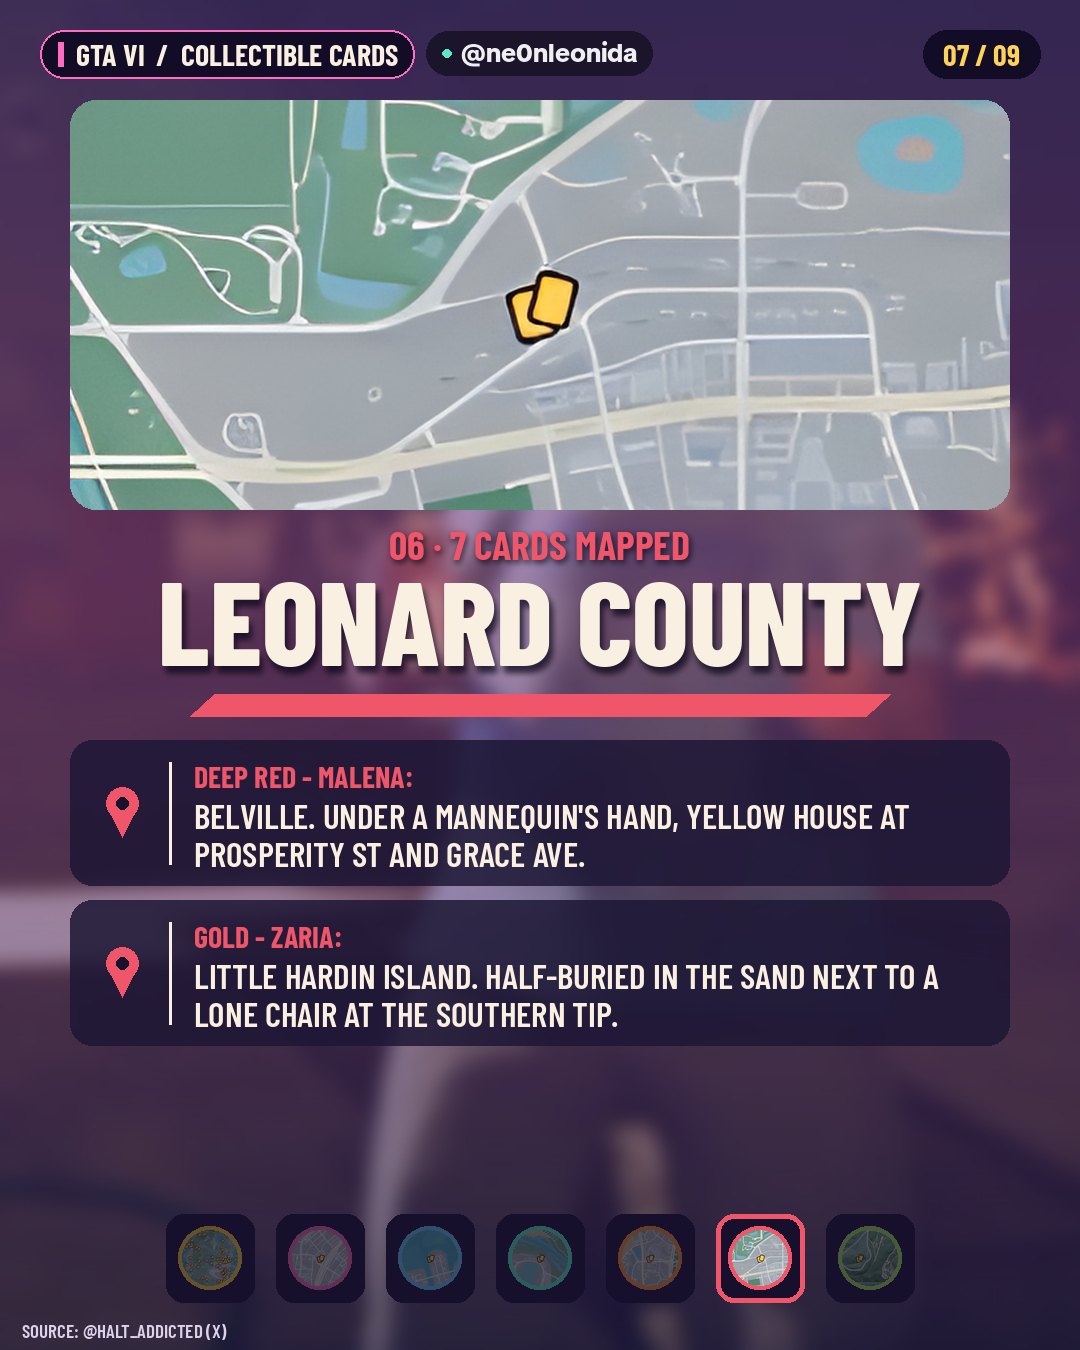 GTA VI / COLLECTIBLE CARDS
@ne0nleonida
07 / 09
06 · 7 CARDS MAPPED
LEONARD COUNTY
DEEP RED - MALENA:
BELVILLE. UNDER A MANNEQUIN'S HAND, YELLOW HOUSE AT
PROSPERITY ST AND GRACE AVE.
GOLD - ZARIA:
LITTLE HARDIN ISLAND. HALF-BURIED IN THE SAND NEXT TO A
LONE CHAIR AT THE SOUTHERN TIP.
SOURCE: @HALT_ADDICTED (X)